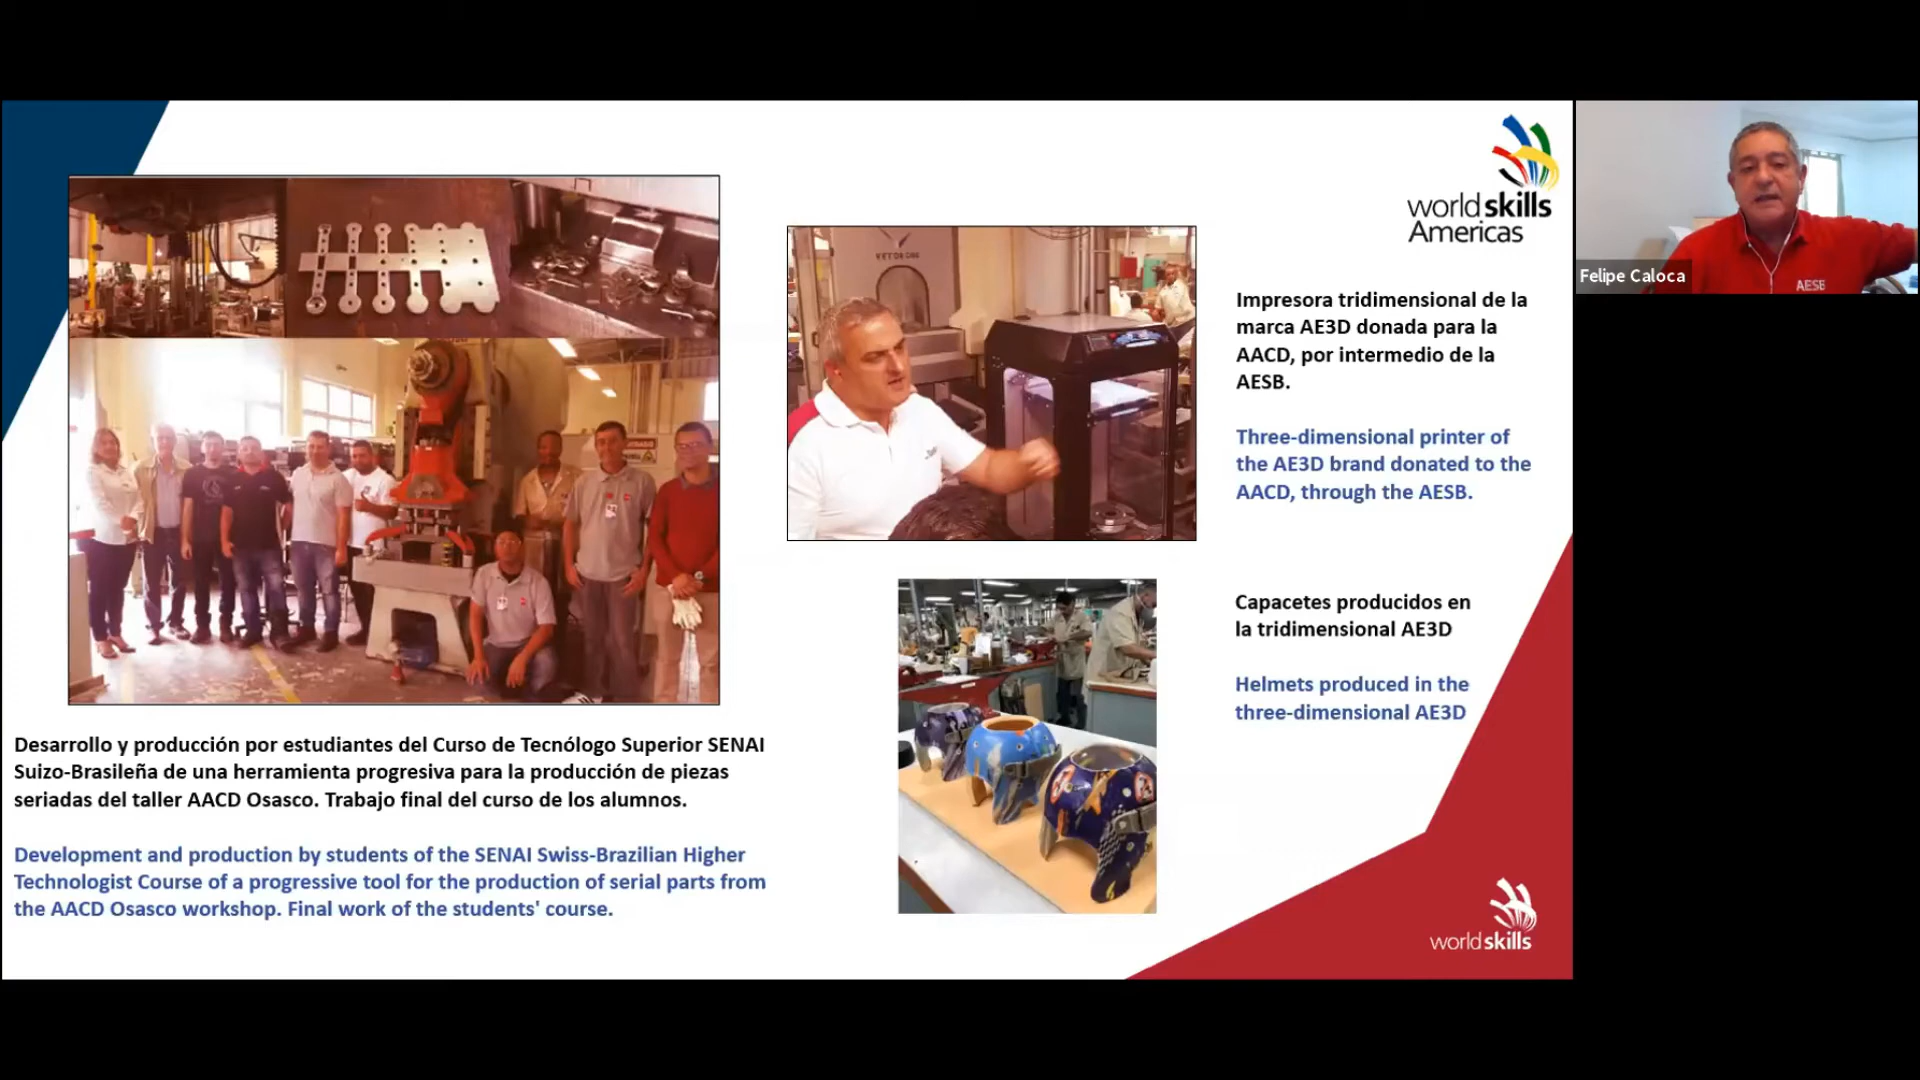 world skills
Americas
Felipe Caloca
AESB
VETOR ONE
Impresora tridimensional de la
marca AE3D donada para la
AACD, por intermedio de la
AESB.
Three-dimensional printer of
the AE3D brand donated to the
AACD, through the AESB.
Capacetes producidos en
la tridimensional AE3D
Helmets produced in the
three-dimensional AE3D
Desarrollo y producción por estudiantes del Curso de Tecnólogo Superior SENAI
Suizo-Brasileña de una herramienta progresiva para la producción de piezas
seriadas del taller AACD Osasco. Trabajo final del curso de los alumnos.
Development and production by students of the SENAI Swiss-Brazilian Higher
Technologist Course of a progressive tool for the production of serial parts from
the AACD Osasco workshop. Final work of the students' course.
world skills